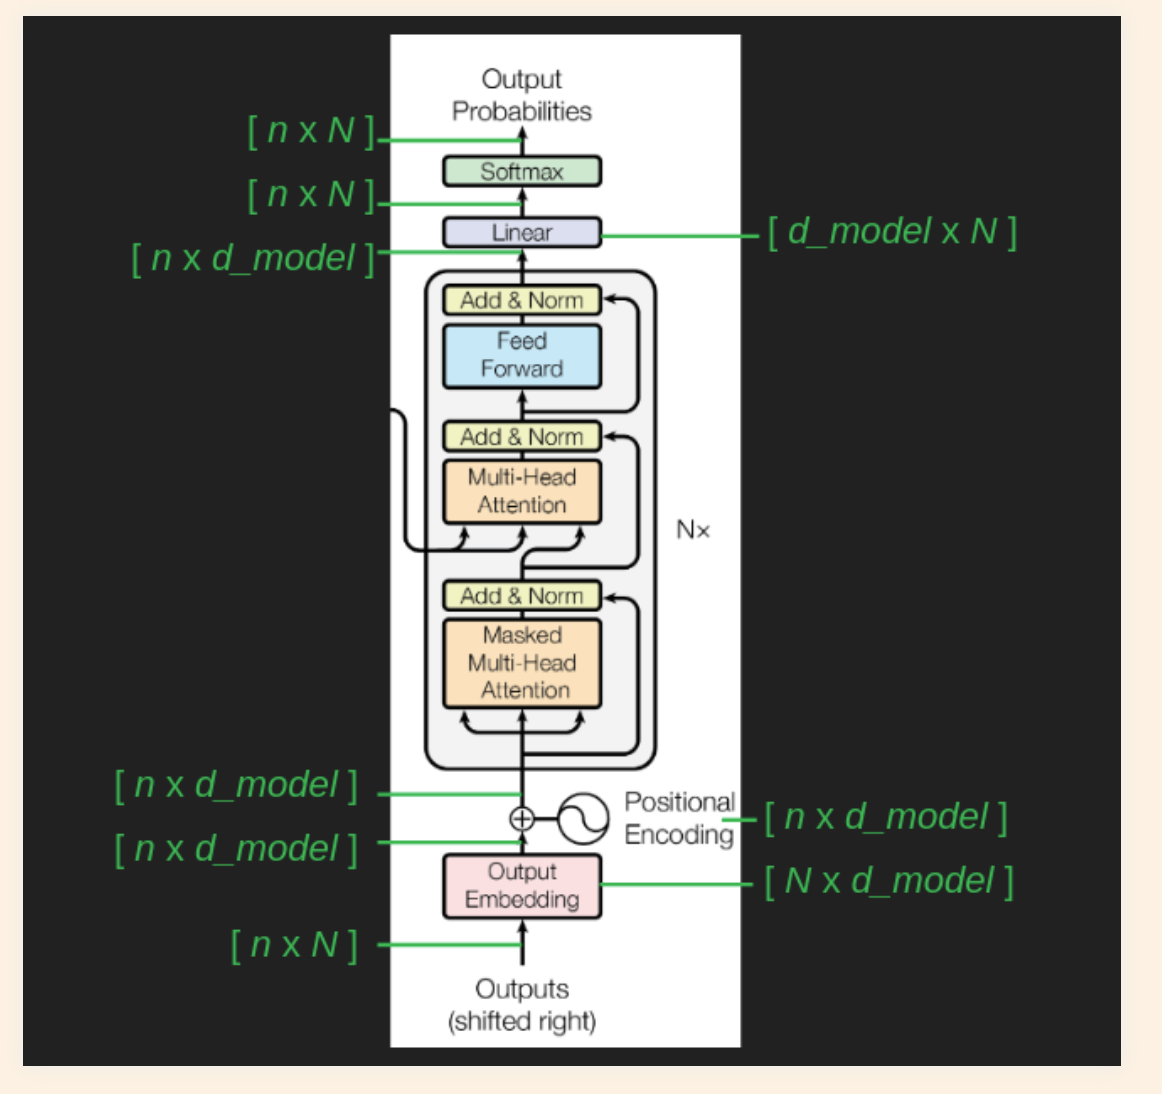 Output
Probabilities
[ n x N ]
Softmax
[ n x N ]
Linear
[ d_model x N ]
[ n x d_model ]
Add & Norm
Feed
Forward
Add & Norm
Multi-Head
Attention
N×
Add & Norm
Masked
Multi-Head
Attention
[ n x d_model ]
Positional
Encoding
[ n x d_model ]
[ n x d_model ]
Output
Embedding
[ N x d_model ]
[ n x N ]
Outputs
(shifted right)